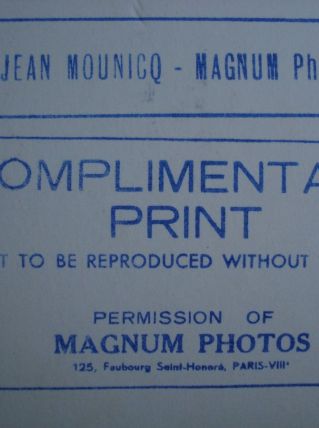 JEAN MOUNICQ - MAGNUM Ph
OMPLIMENTA
PRINT
T TO BE REPRODUCED WITHOUT
PERMISSION OF
MAGNUM PHOTOS
125, Faubourg Saint-Honoré, PARIS-VIIIe